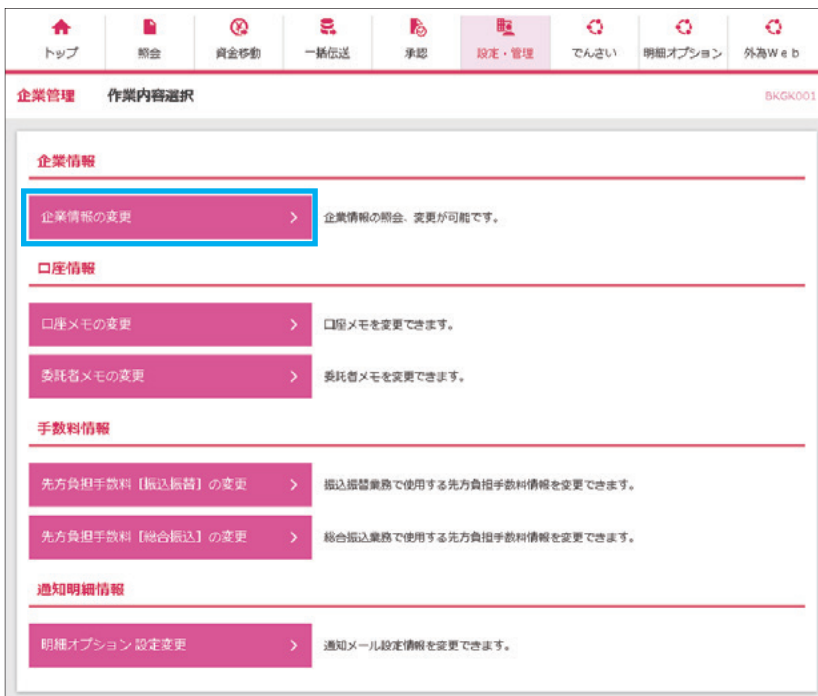 トップ 照会 資金移動 一括伝送 承認 設定・管理 でんさい 明細オプション 外為Ｗｅｂ
企業管理 作業内容選択 BKGK001
企業情報
企業情報の変更 企業情報の照会、変更が可能です。
口座情報
口座メモの変更 口座メモを変更できます。
委託者メモの変更 委託者メモを変更できます。
手数料情報
先方負担手数料［振込振替］の変更 振込振替業務で使用する先方負担手数料情報を変更できます。
先方負担手数料［総合振込］の変更 総合振込業務で使用する先方負担手数料情報を変更できます。
通知明細情報
明細オプション 設定変更 通知メール設定情報を変更できます。